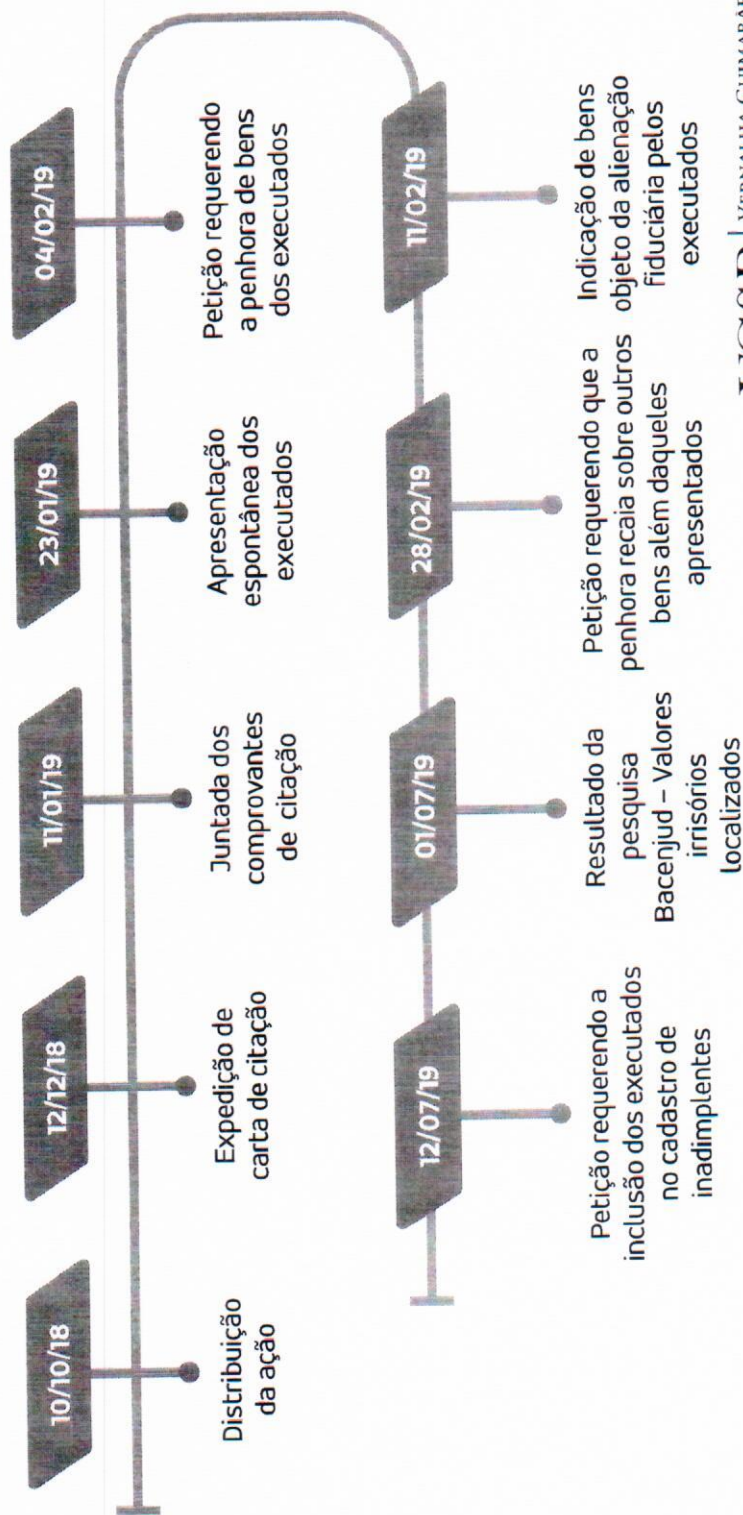 10/10/18
Distribuição
da ação
12/12/18
Expedição de
carta de citação
11/01/19
Juntada dos
comprovantes
de citação
23/01/19
Apresentação
espontânea dos
executados
04/02/19
Petição requerendo
a penhora de bens
dos executados
11/02/19
Indicação de bens
objeto da alienação
fiduciária pelos
executados
28/02/19
Petição requerendo que a
penhora recaia sobre outros
bens além daqueles
apresentados
01/07/19
Resultado da
pesquisa
Bacenjud – Valores
irrisórios
localizados
12/07/19
Petição requerendo a
inclusão dos executados
no cadastro de
inadimplentes